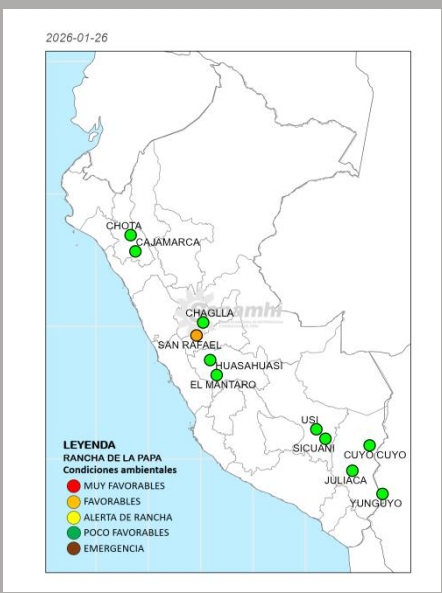 2026-01-26
CHOTA
CAJAMARCA
CHAGLLA
SAN RAFAEL
HUASAHUASI
EL MANTARO
USI
SICUANI
CUYO CUYO
JULIACA
YUNGUYO
LEYENDA
RANCHA DE LA PAPA
Condiciones ambientales
MUY FAVORABLES
FAVORABLES
ALERTA DE RANCHA
POCO FAVORABLES
EMERGENCIA